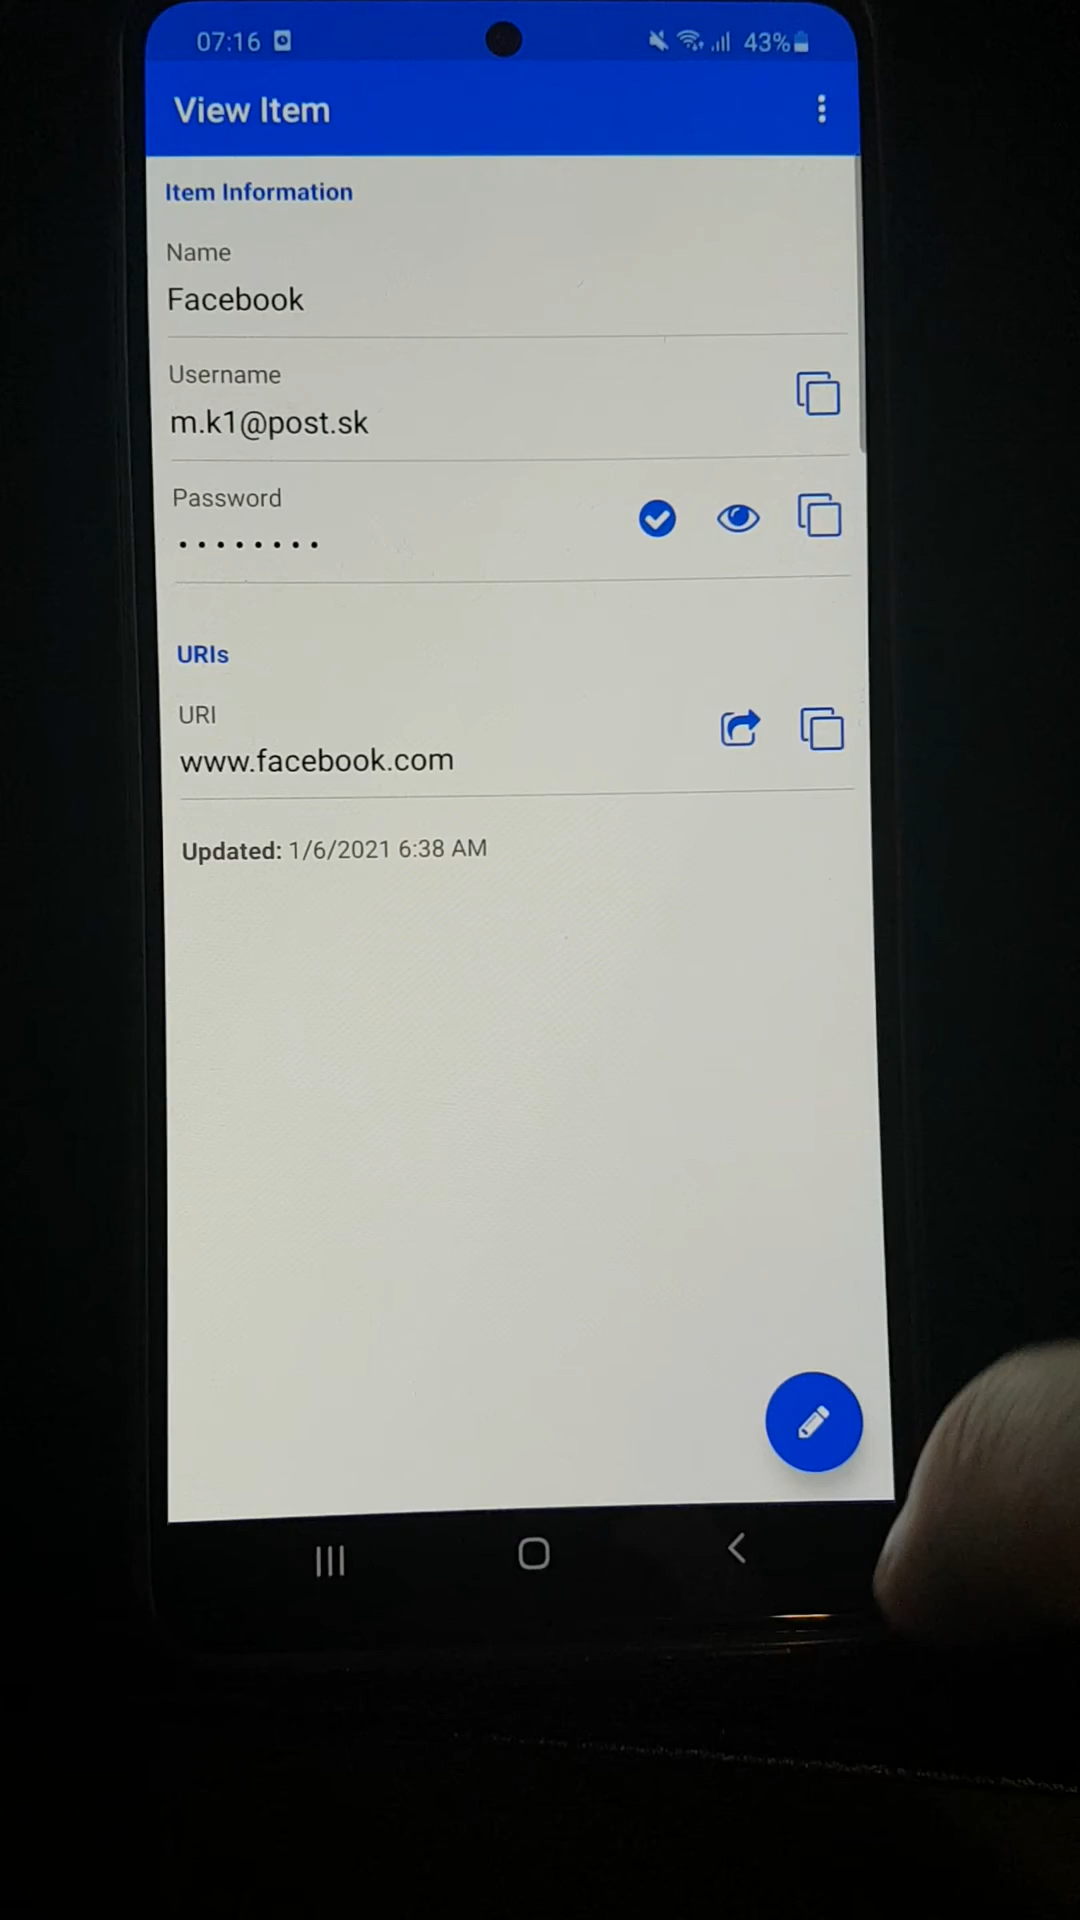 07:16
43%
View Item
Item Information
Name
Facebook
Username
m.k1@post.sk
Password
••••••••
URIs
URI
www.facebook.com
Updated: 1/6/2021 6:38 AM